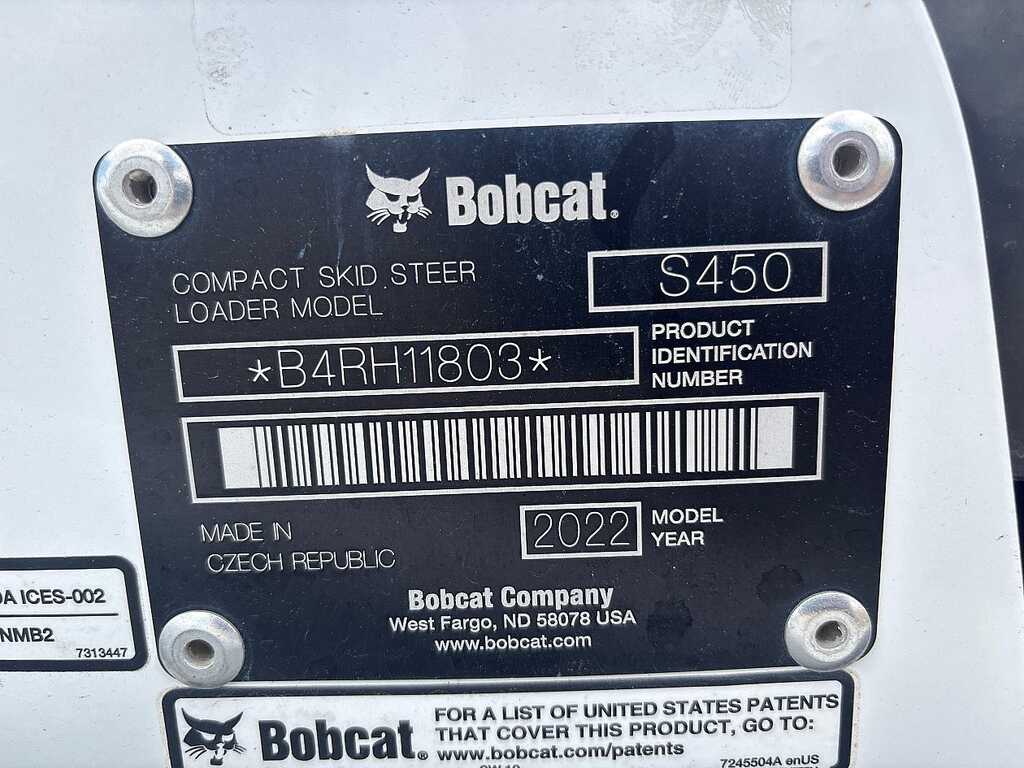 Bobcat.
COMPACT SKID STEER
LOADER MODEL
S450
*B4RH11803*
PRODUCT
IDENTIFICATION
NUMBER
MADE IN
CZECH REPUBLIC
2022
MODEL
YEAR
Bobcat Company
West Fargo, ND 58078 USA
www.bobcat.com
ICES-002
NMB2
7313447
Bobcat.
FOR A LIST OF UNITED STATES PATENTS
THAT COVER THIS PRODUCT, GO TO:
www.bobcat.com/patents
7245504A enUS